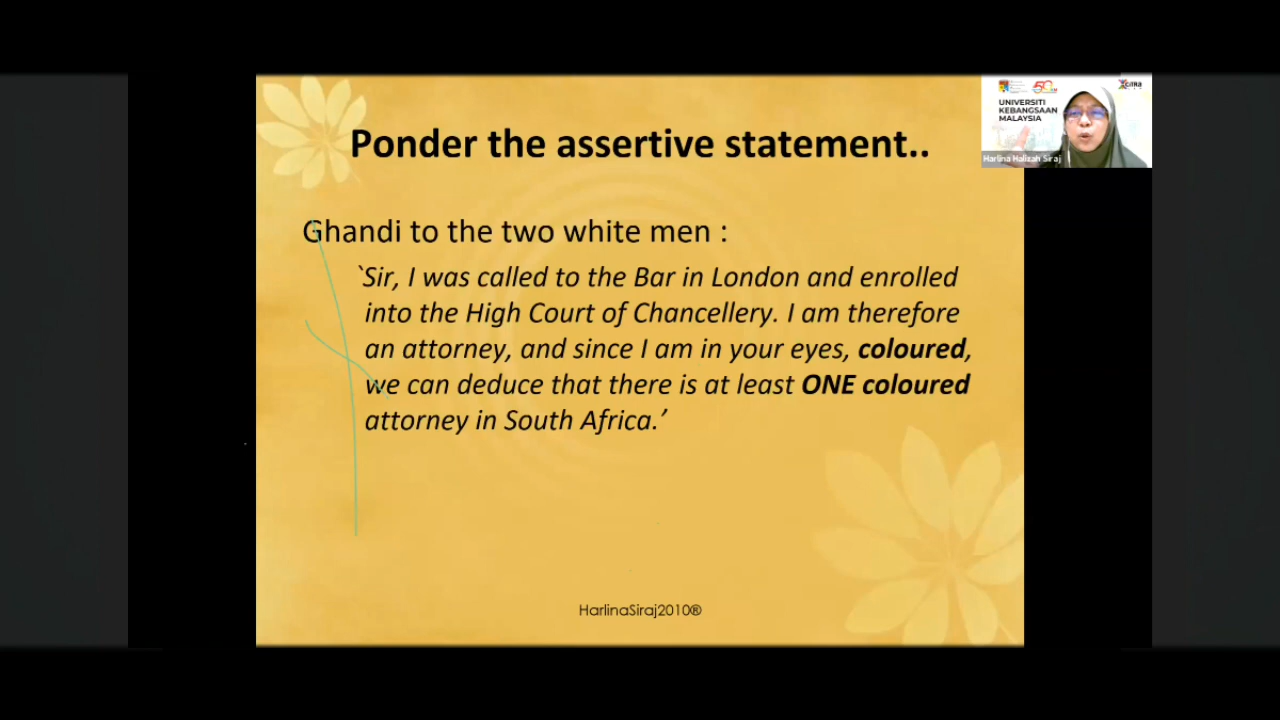 Ponder the assertive statement..
UNIVERSITI
KEBANGSAAN
MALAYSIA
Harlina Halizah Siraj
Ghandi to the two white men :
`Sir, I was called to the Bar in London and enrolled
into the High Court of Chancellery. I am therefore
an attorney, and since I am in your eyes, coloured,
we can deduce that there is at least ONE coloured
attorney in South Africa.’
HarlinaSiraj2010®